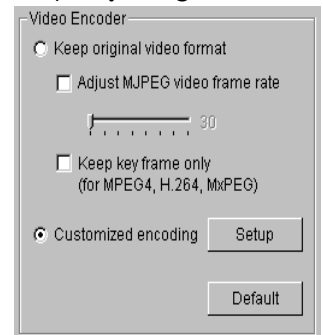 Video Encoder
Keep original video format
Adjust MJPEG video frame rate
30
Keep key frame only
(for MPEG4, H.264, MxPEG)
Customized encoding Setup
Default